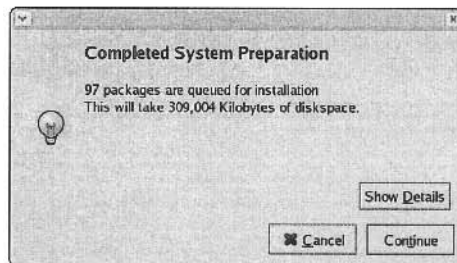 Completed System Preparation
97 packages are queued for installation
This will take 309,004 Kilobytes of diskspace.
Show Details
Cancel
Continue